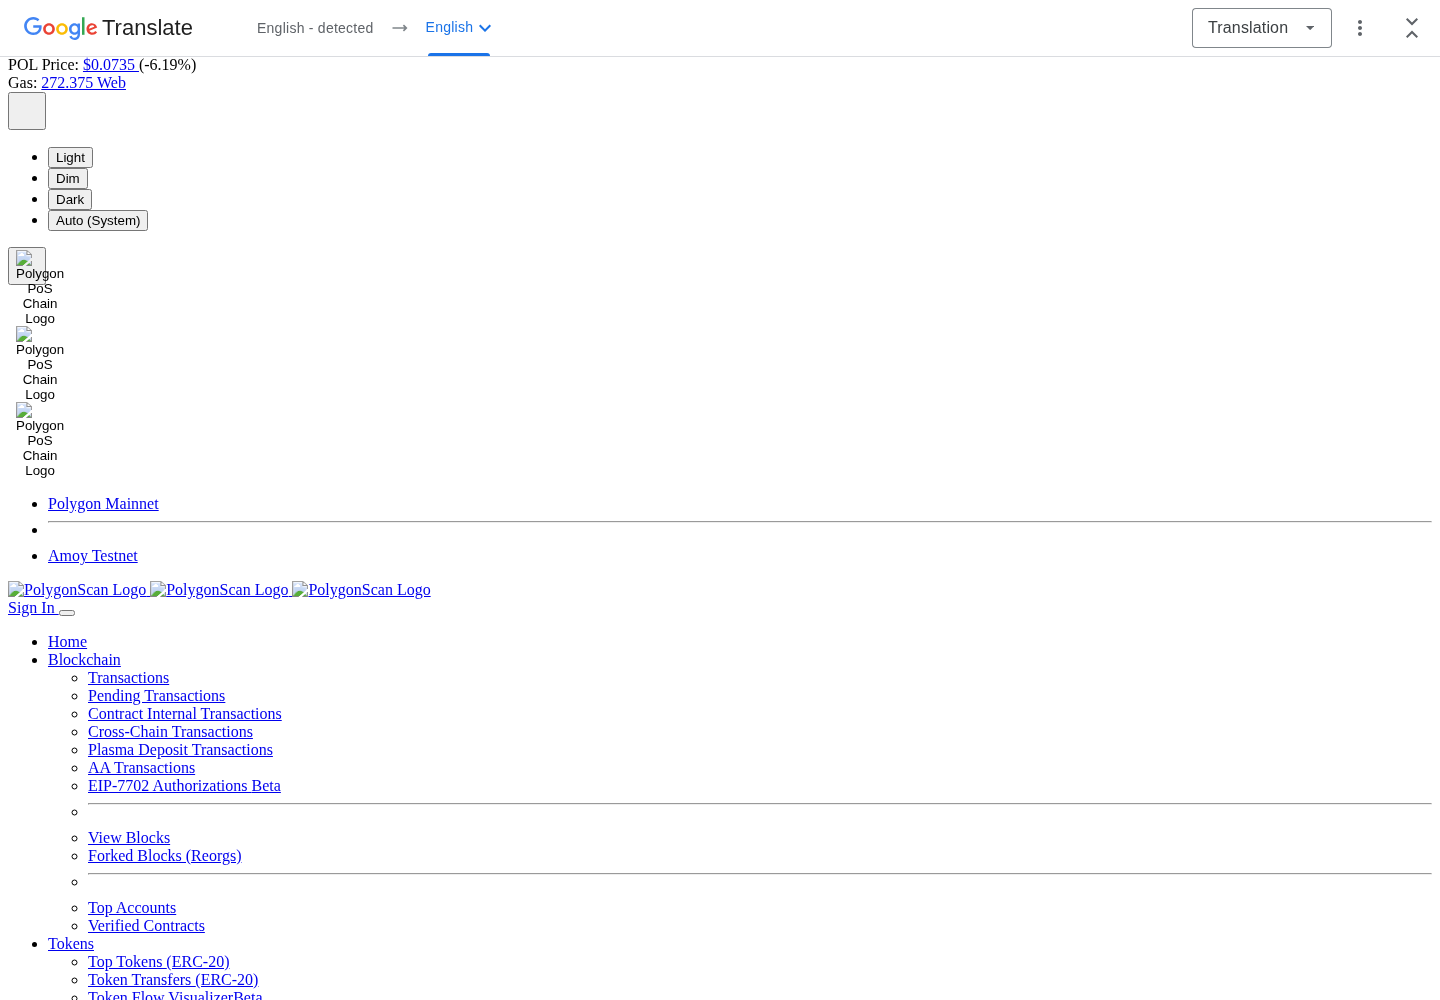 Google Translate
English - detected
English
Translation
POL Price: $0.0735 (-6.19%)
Gas: 272.375 Web
Light
Dim
Dark
Auto (System)
Polygon
PoS
Chain
Logo
Polygon
PoS
Chain
Logo
Polygon
PoS
Chain
Logo
Polygon Mainnet
Amoy Testnet
PolygonScan Logo PolygonScan Logo PolygonScan Logo
Sign In
Home
Blockchain
Transactions
Pending Transactions
Contract Internal Transactions
Cross-Chain Transactions
Plasma Deposit Transactions
AA Transactions
EIP-7702 Authorizations Beta
View Blocks
Forked Blocks (Reorgs)
Top Accounts
Verified Contracts
Tokens
Top Tokens (ERC-20)
Token Transfers (ERC-20)
Token Flow VisualizerBeta